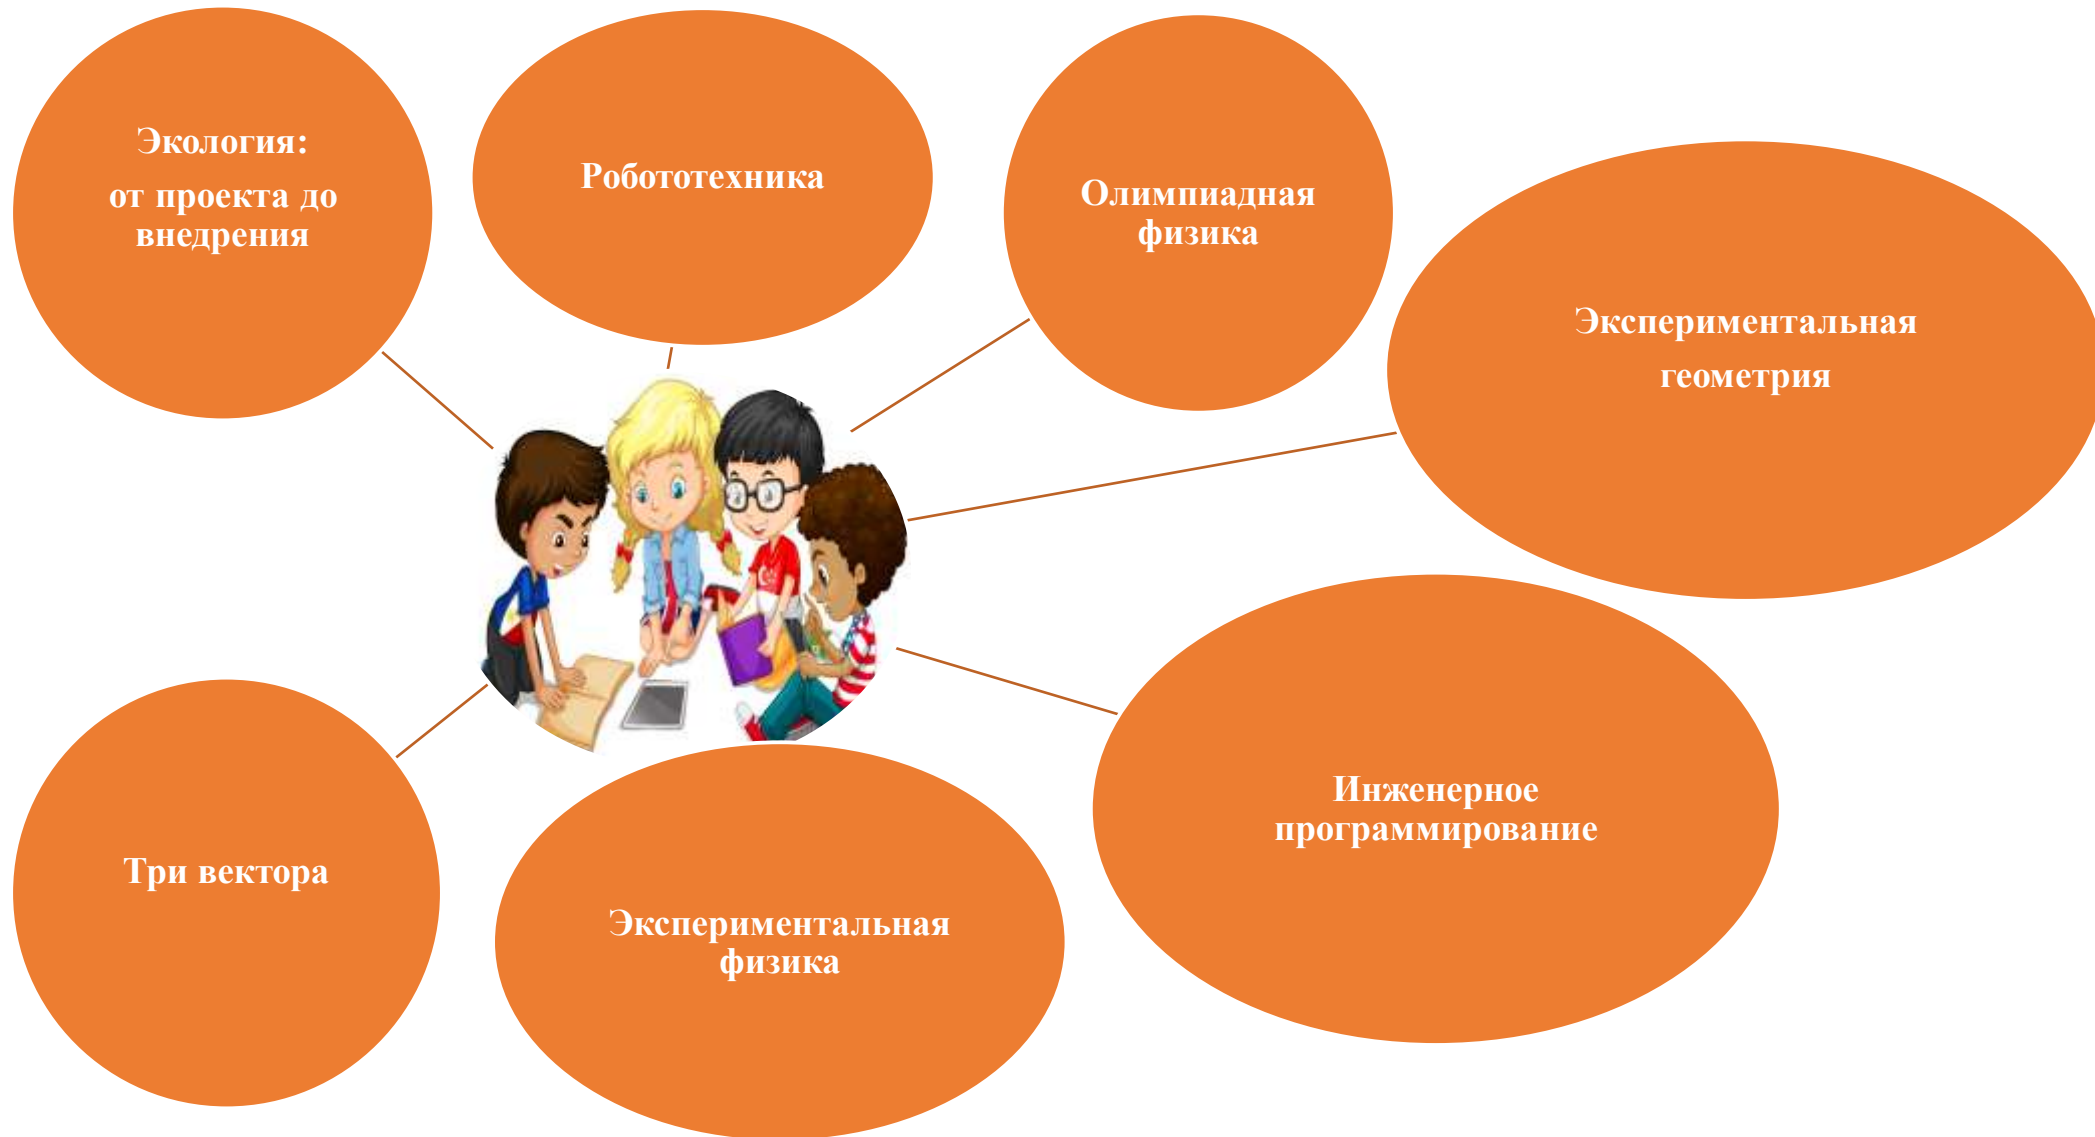 Экология:
от проекта до
внедрения
Робототехника
Олимпиадная
физика
Экспериментальная
геометрия
Инженерное
программирование
Экспериментальная
физика
Три вектора